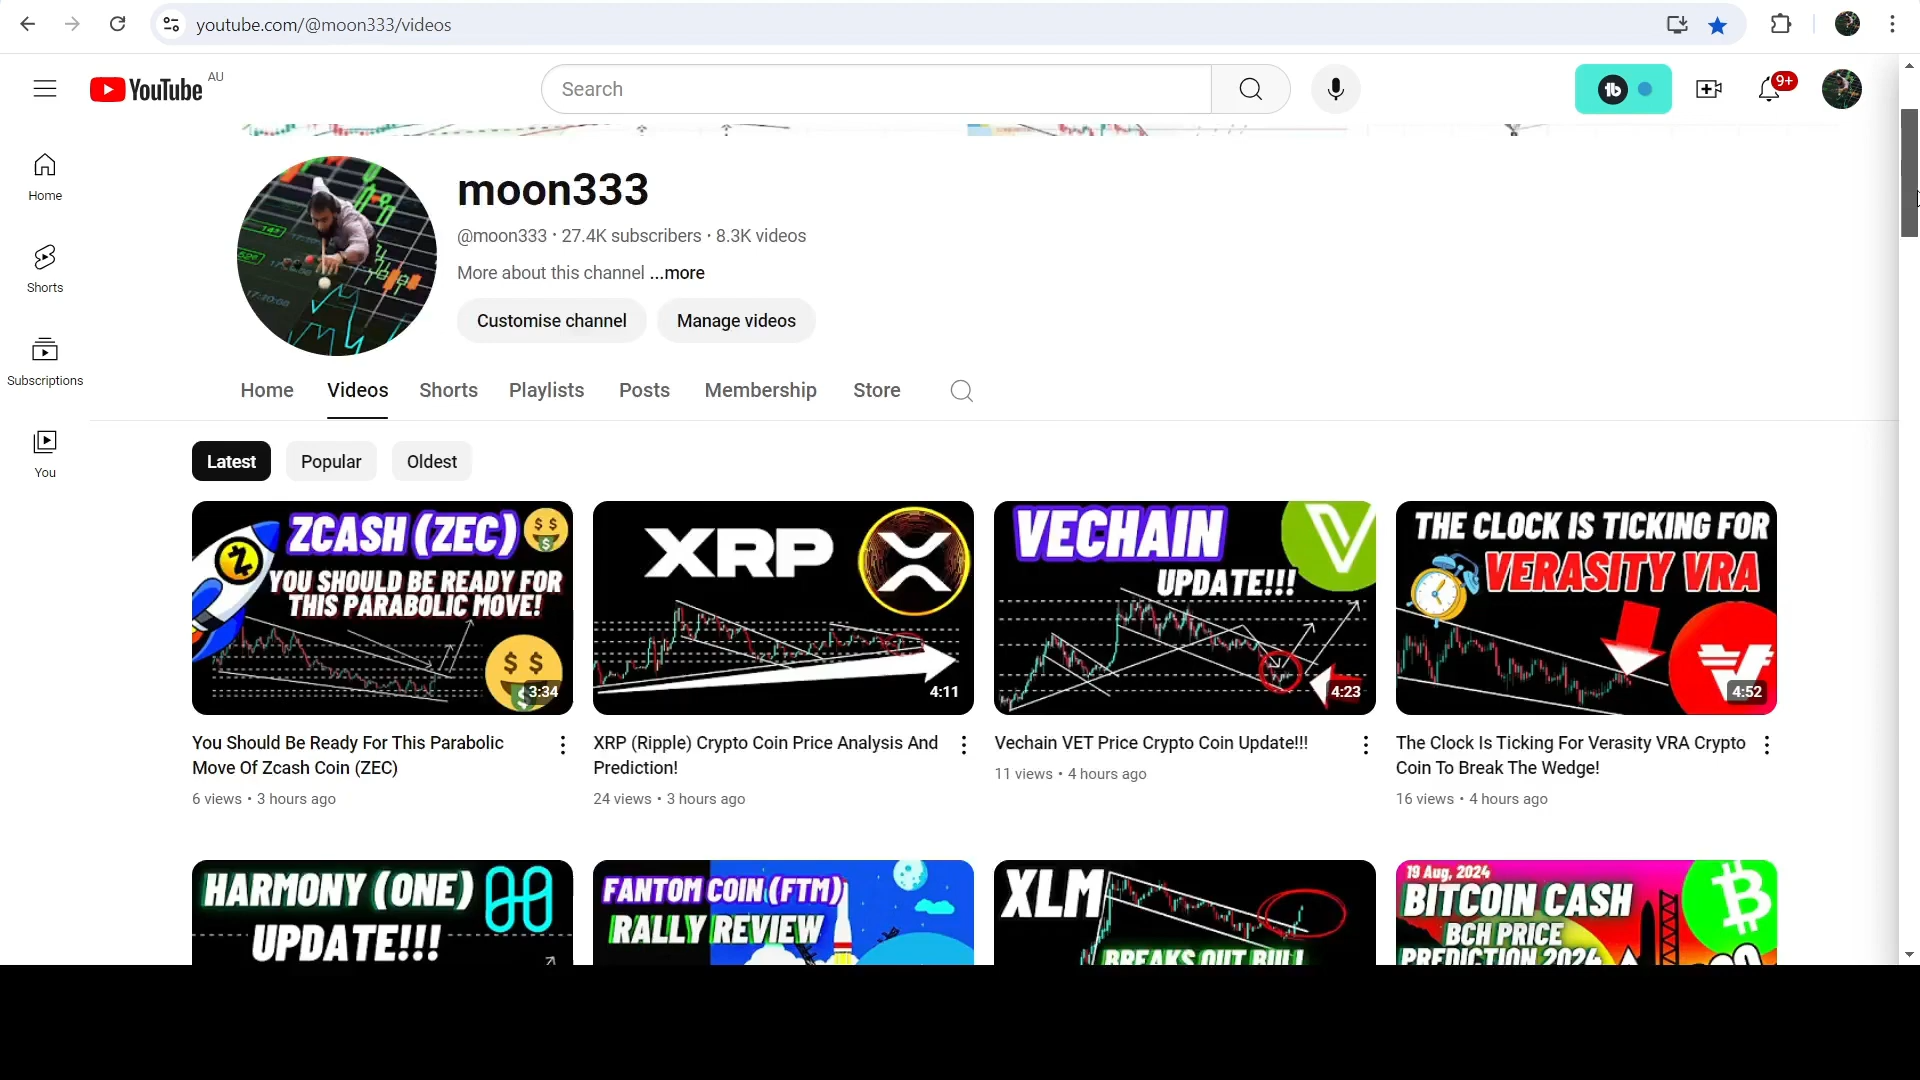 youtube.com/@moon333/videos
YouTube AU
Search
9+
Home
Shorts
Subscriptions
You
moon333
@moon333 • 27.4K subscribers • 8.3K videos
More about this channel ...more
Customise channel
Manage videos
Home Videos Shorts Playlists Posts Membership Store
Latest Popular Oldest
ZCASH (ZEC)
YOU SHOULD BE READY FOR
THIS PARABOLIC MOVE!
3:34
XRP
4:11
VECHAIN
UPDATE!!!
4:23
THE CLOCK IS TICKING FOR
VERASITY VRA
4:52
You Should Be Ready For This Parabolic
Move Of Zcash Coin (ZEC)
6 views • 3 hours ago
XRP (Ripple) Crypto Coin Price Analysis And
Prediction!
24 views • 3 hours ago
Vechain VET Price Crypto Coin Update!!!
11 views • 4 hours ago
The Clock Is Ticking For Verasity VRA Crypto
Coin To Break The Wedge!
16 views • 4 hours ago
HARMONY (ONE)
UPDATE!!!
FANTOM COIN (FTM)
RALLY REVIEW
XLM
BREAKS OUT BULL
19 Aug, 2024
BITCOIN CASH
BCH PRICE
PREDICTION 2024